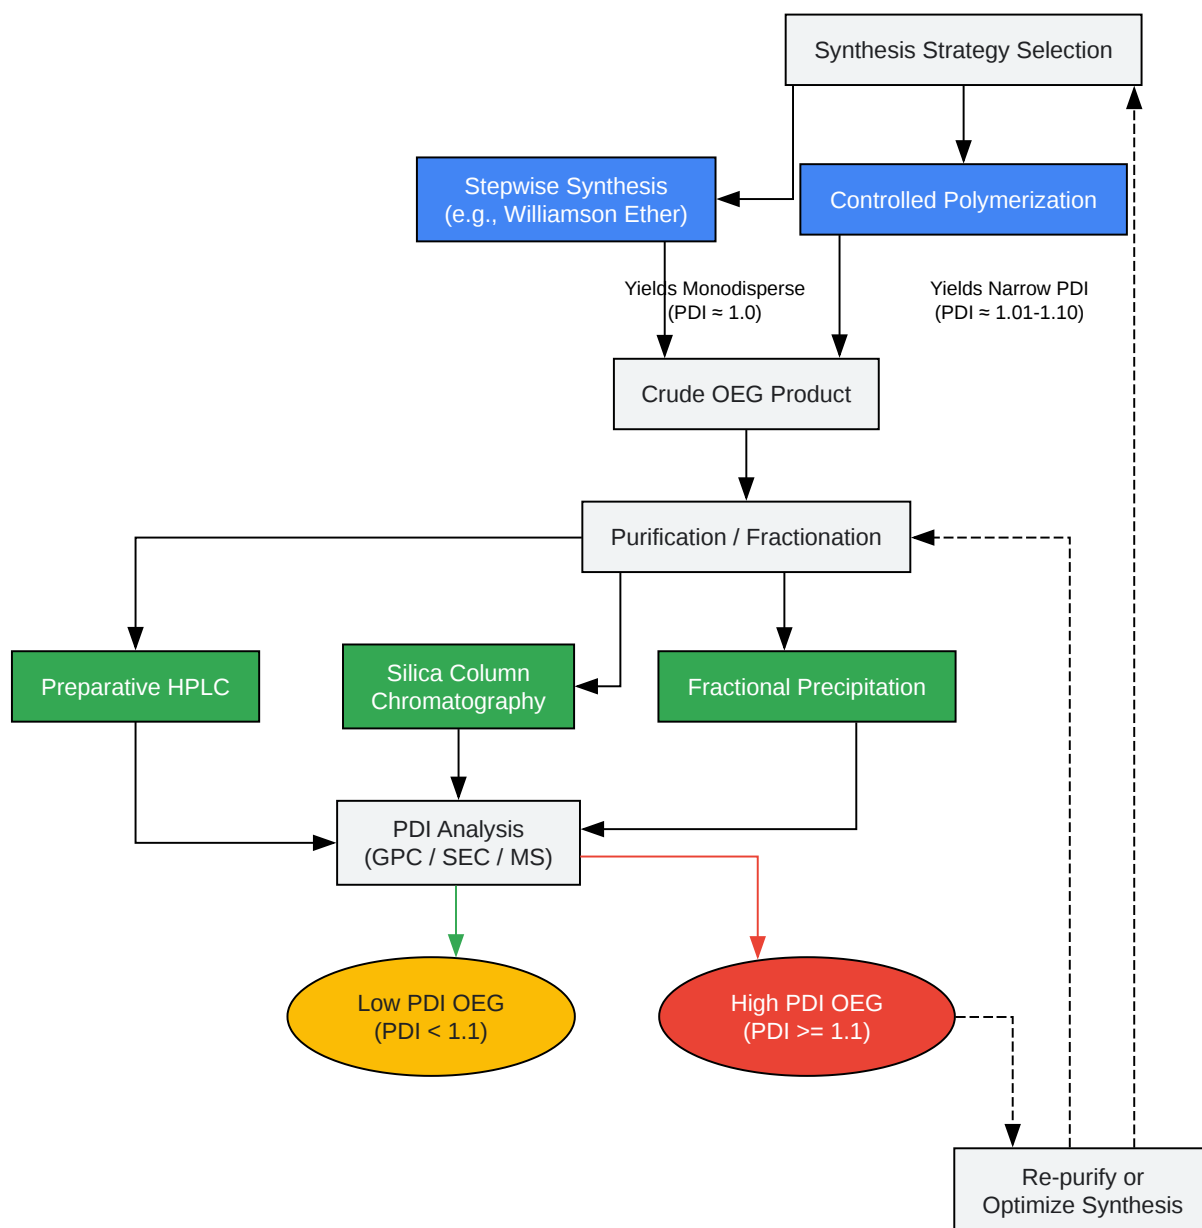 Synthesis Strategy Selection
Stepwise Synthesis
(e.g., Williamson Ether)
Controlled Polymerization
Yields Monodisperse
(PDI ≈ 1.0)
Yields Narrow PDI
(PDI ≈ 1.01-1.10)
Crude OEG Product
Purification / Fractionation
Preparative HPLC
Silica Column
Chromatography
Fractional Precipitation
PDI Analysis
(GPC / SEC / MS)
Low PDI OEG
(PDI < 1.1)
High PDI OEG
(PDI >= 1.1)
Re-purify or
Optimize Synthesis